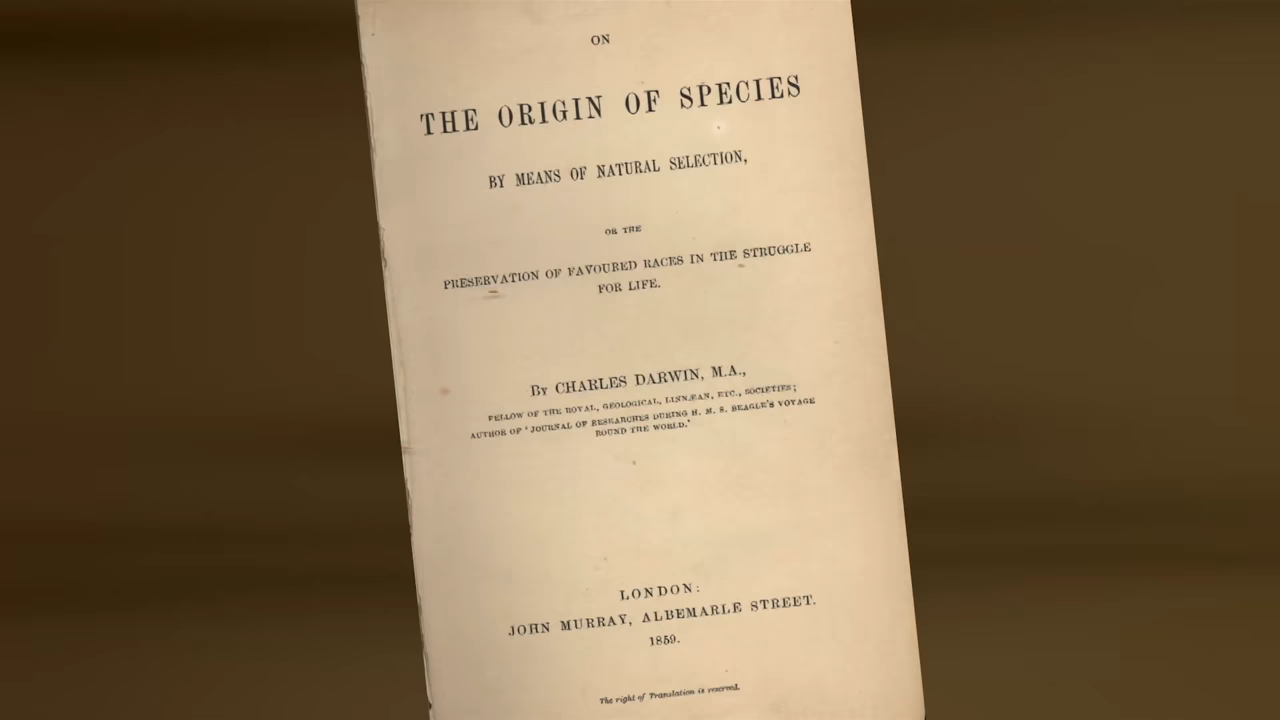 ON
THE ORIGIN OF SPECIES
BY MEANS OF NATURAL SELECTION,
OR THE
PRESERVATION OF FAVOURED RACES IN THE STRUGGLE
FOR LIFE.
BY CHARLES DARWIN, M.A.,
FELLOW OF THE ROYAL, GEOLOGICAL, LINNÆAN, ETC., SOCIETIES;
AUTHOR OF 'JOURNAL OF RESEARCHES DURING H. M. S. BEAGLE'S VOYAGE
ROUND THE WORLD.'
LONDON:
JOHN MURRAY, ALBEMARLE STREET.
1859.
The right of Translation is reserved.